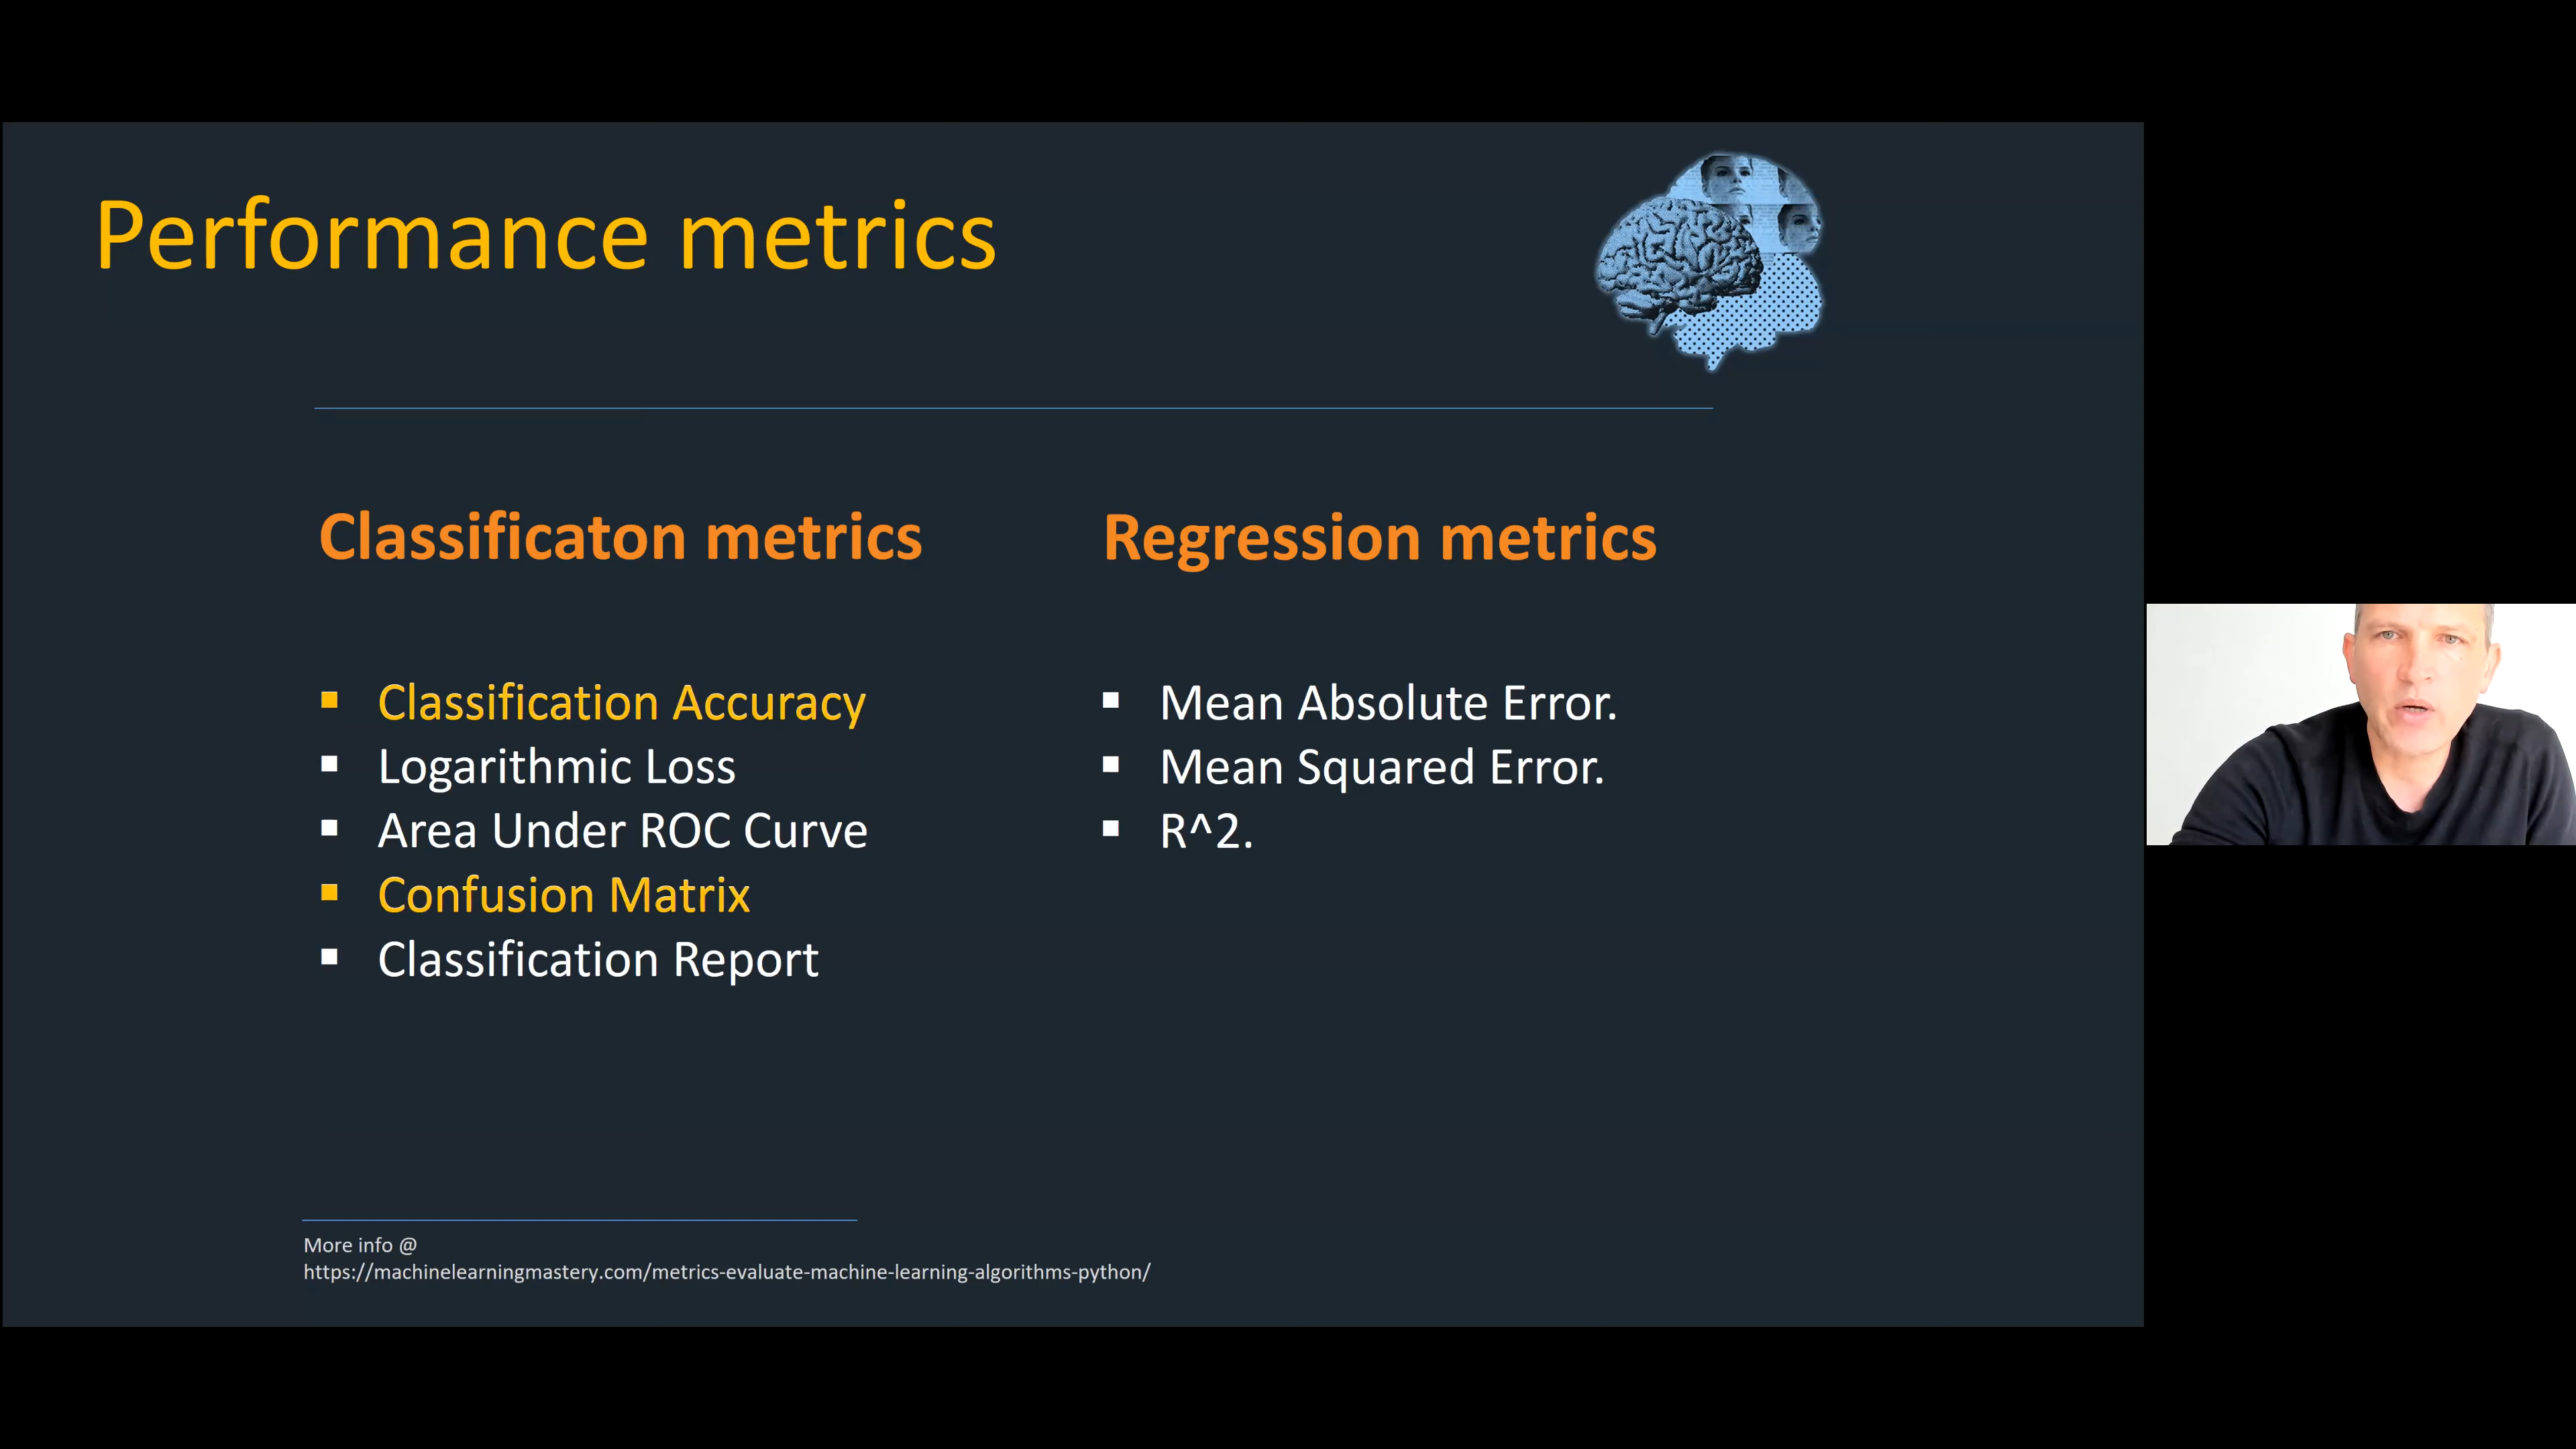 Performance metrics
Classificaton metrics
Classification Accuracy
Logarithmic Loss
Area Under ROC Curve
Confusion Matrix
Classification Report
Regression metrics
Mean Absolute Error.
Mean Squared Error.
R^2.
More info @
https://machinelearningmastery.com/metrics-evaluate-machine-learning-algorithms-python/